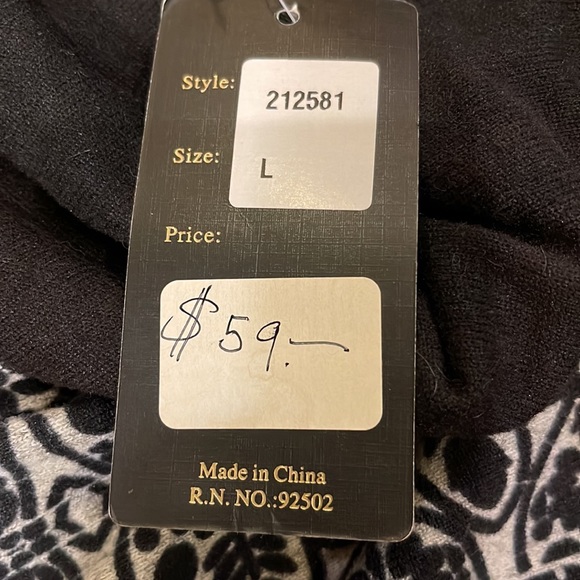 Style: 212581
Size: L
Price:
$59.—
Made in China
R.N. NO.:92502